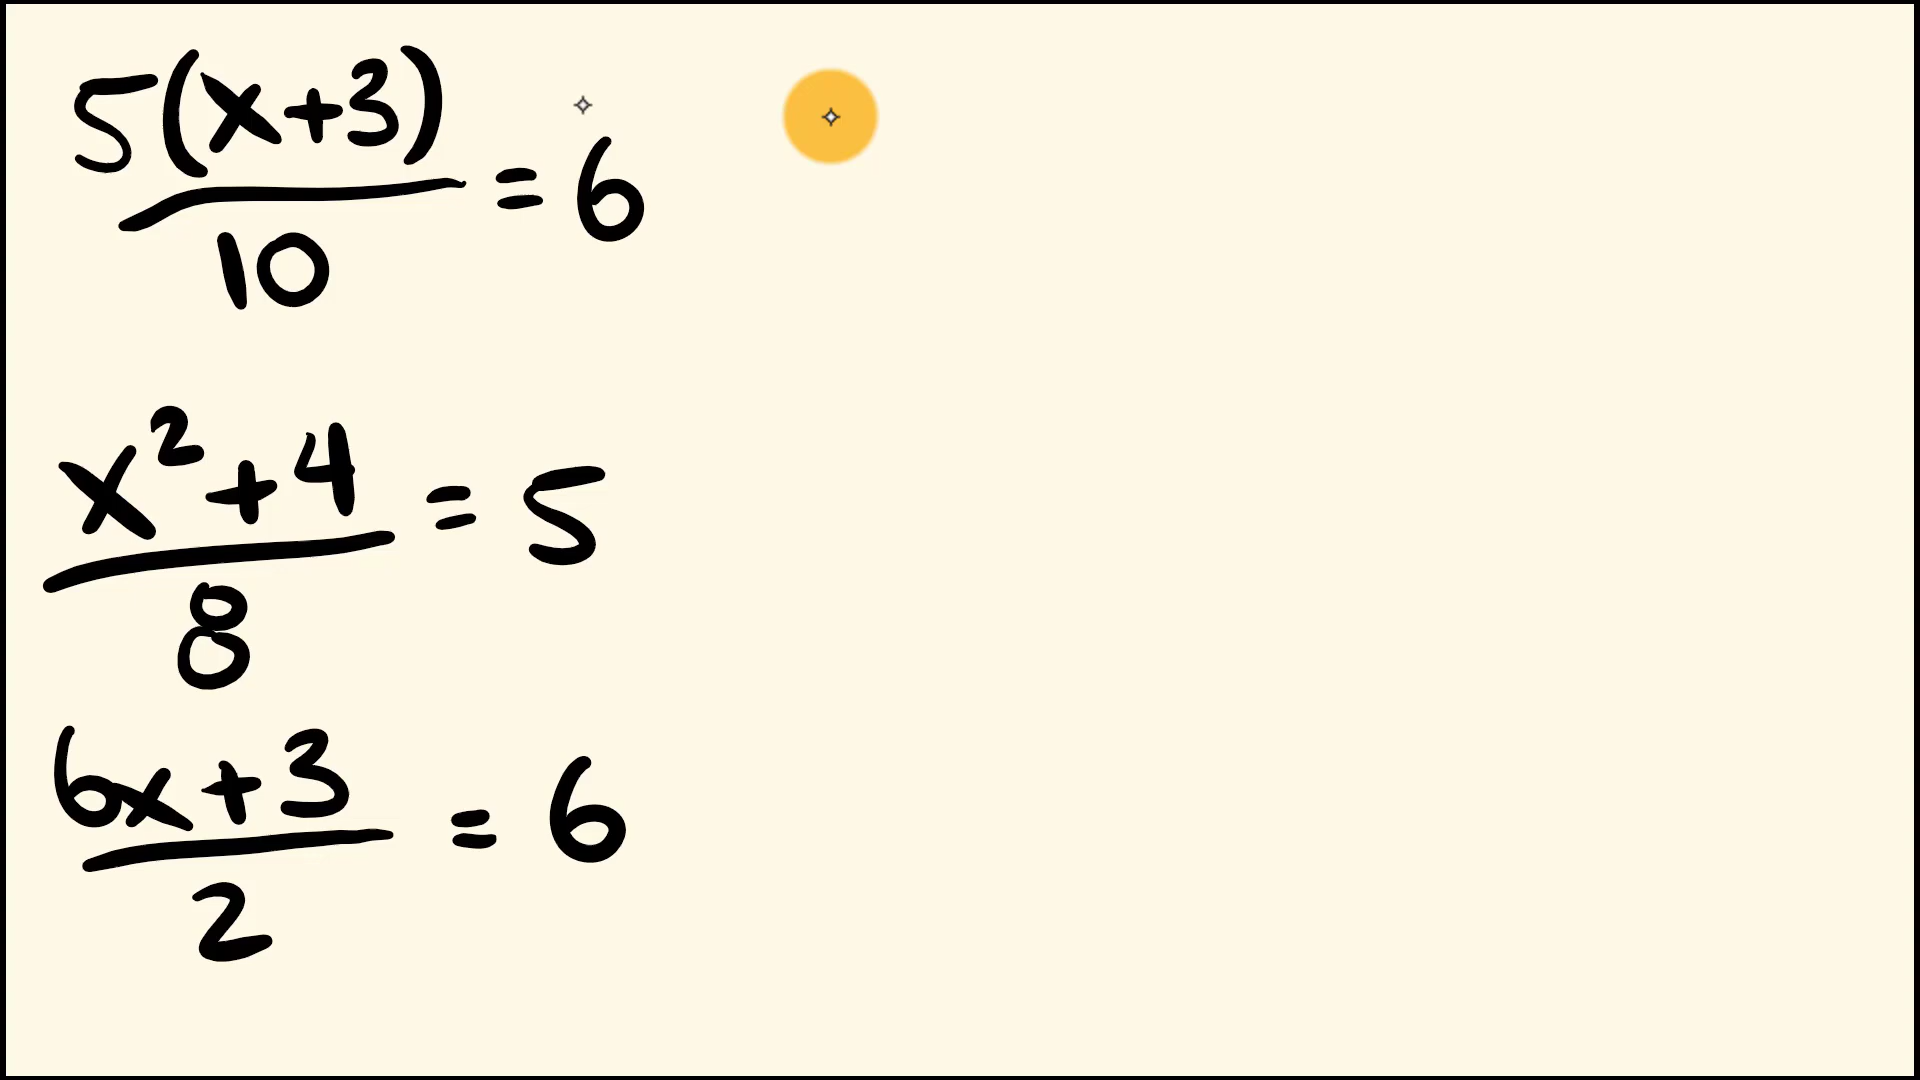 5(x+3)/10 = 6
x²+4/8 = 5
6x+3/2 = 6